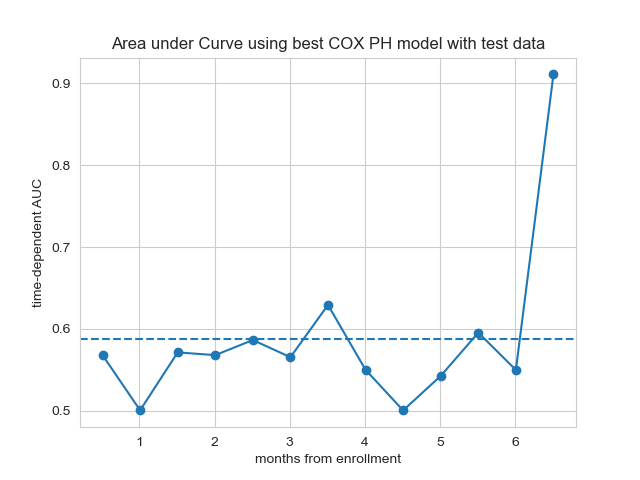 Area under Curve using best COX PH model with test data
0.9
0.8
0.7
0.6
0.5
time-dependent AUC
1 2 3 4 5 6
months from enrollment